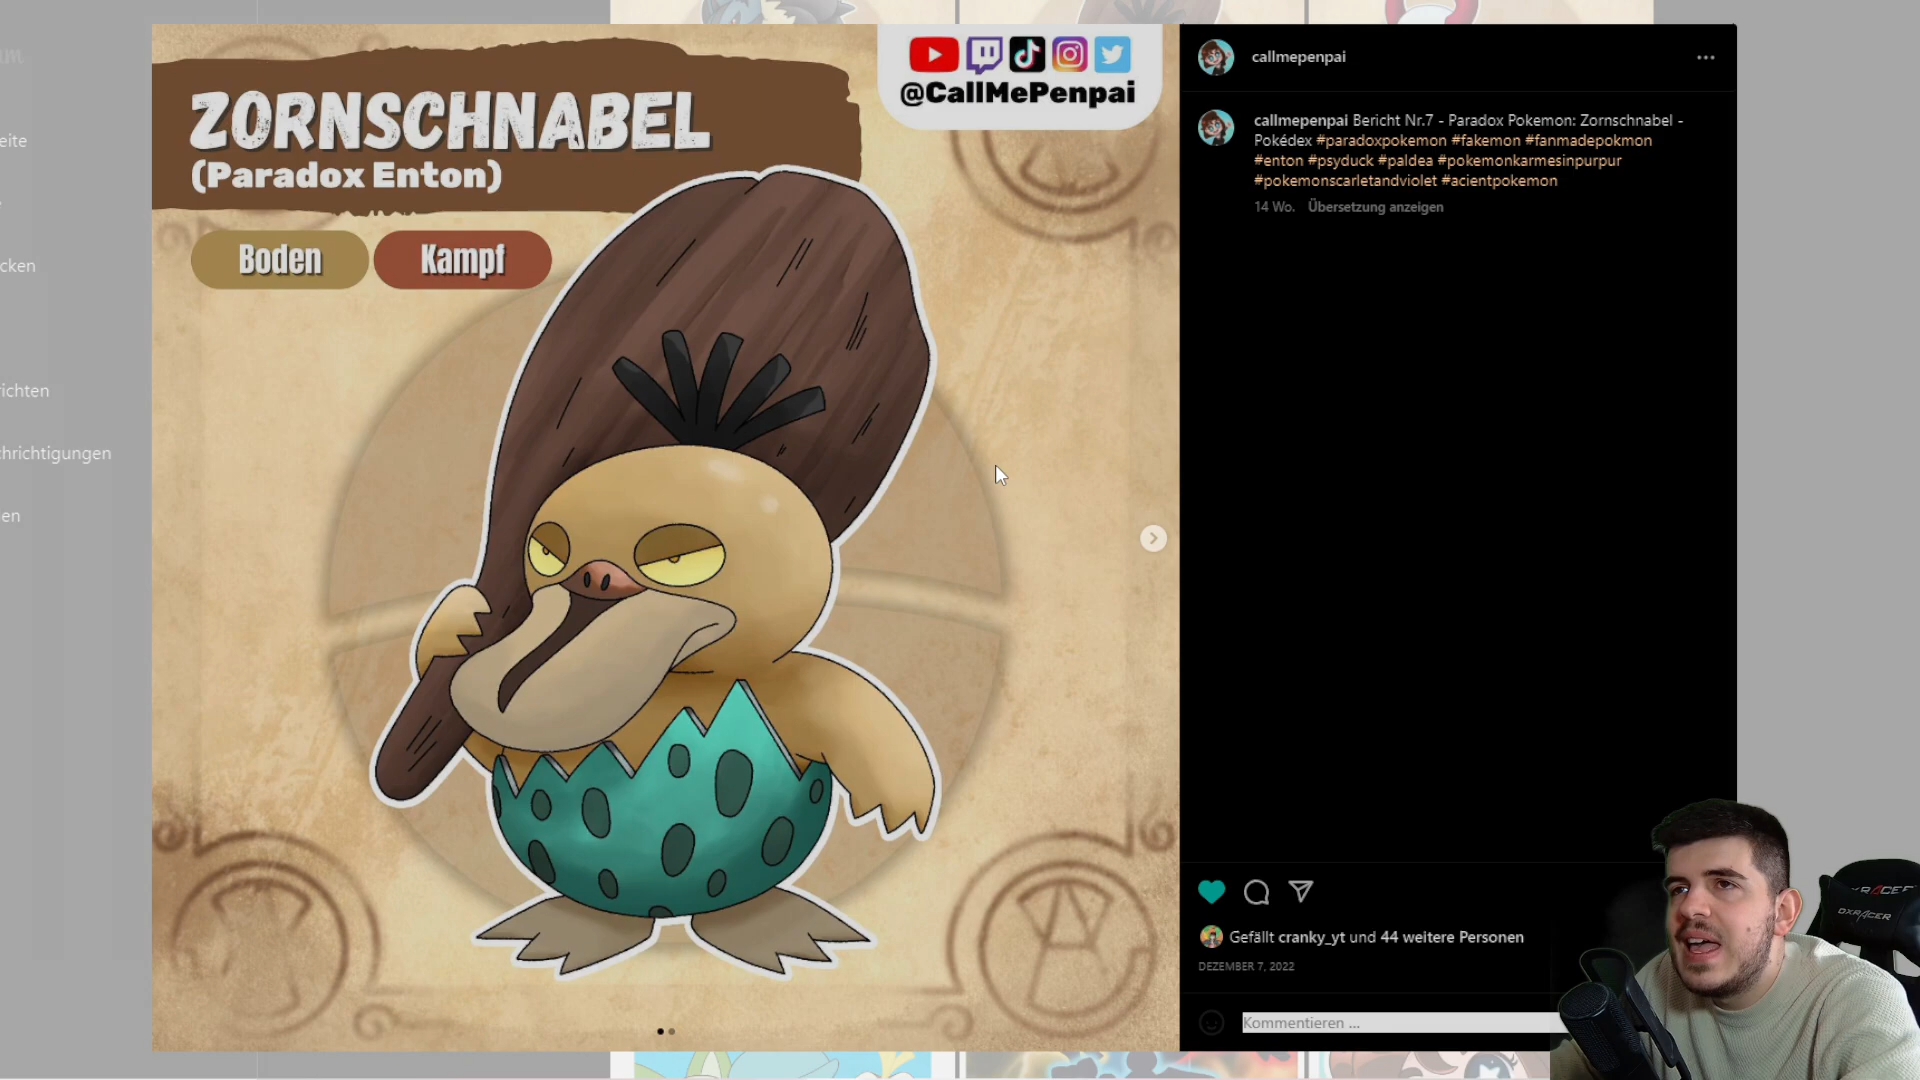 ZORNSCHNABEL
(Paradox Enton)
Boden
Kampf
@CallMePenpai
callmepenpai
callmepenpai Bericht Nr.7 - Paradox Pokemon: Zornschnabel -
Pokédex #paradoxpokemon #fakemon #fanmadepokmon
#enton #psyduck #paldea #pokemonkarmesinpurpur
#pokemonscarletandviolet #acientpokemon
14 Wo. Übersetzung anzeigen
eite
cken
ichten
chrichtigungen
en
Gefällt cranky_yt und 44 weitere Personen
DEZEMBER 7, 2022
Kommentieren ...
DXRACER